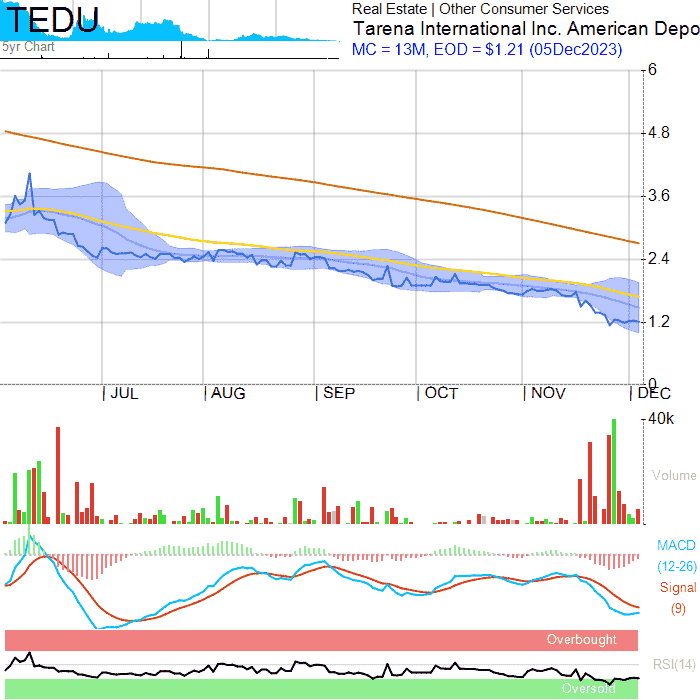 TEDU
5yr Chart
Real Estate | Other Consumer Services
Tarena International Inc. American Depo
MC = 13M, EOD = $1.21 (05Dec2023)
6
4.8
3.6
2.4
1.2
0
JUL
AUG
SEP
OCT
NOV
DEC
40k
Volume
MACD
(12-26)
Signal
(9)
Overbought
RSI(14)
Oversold